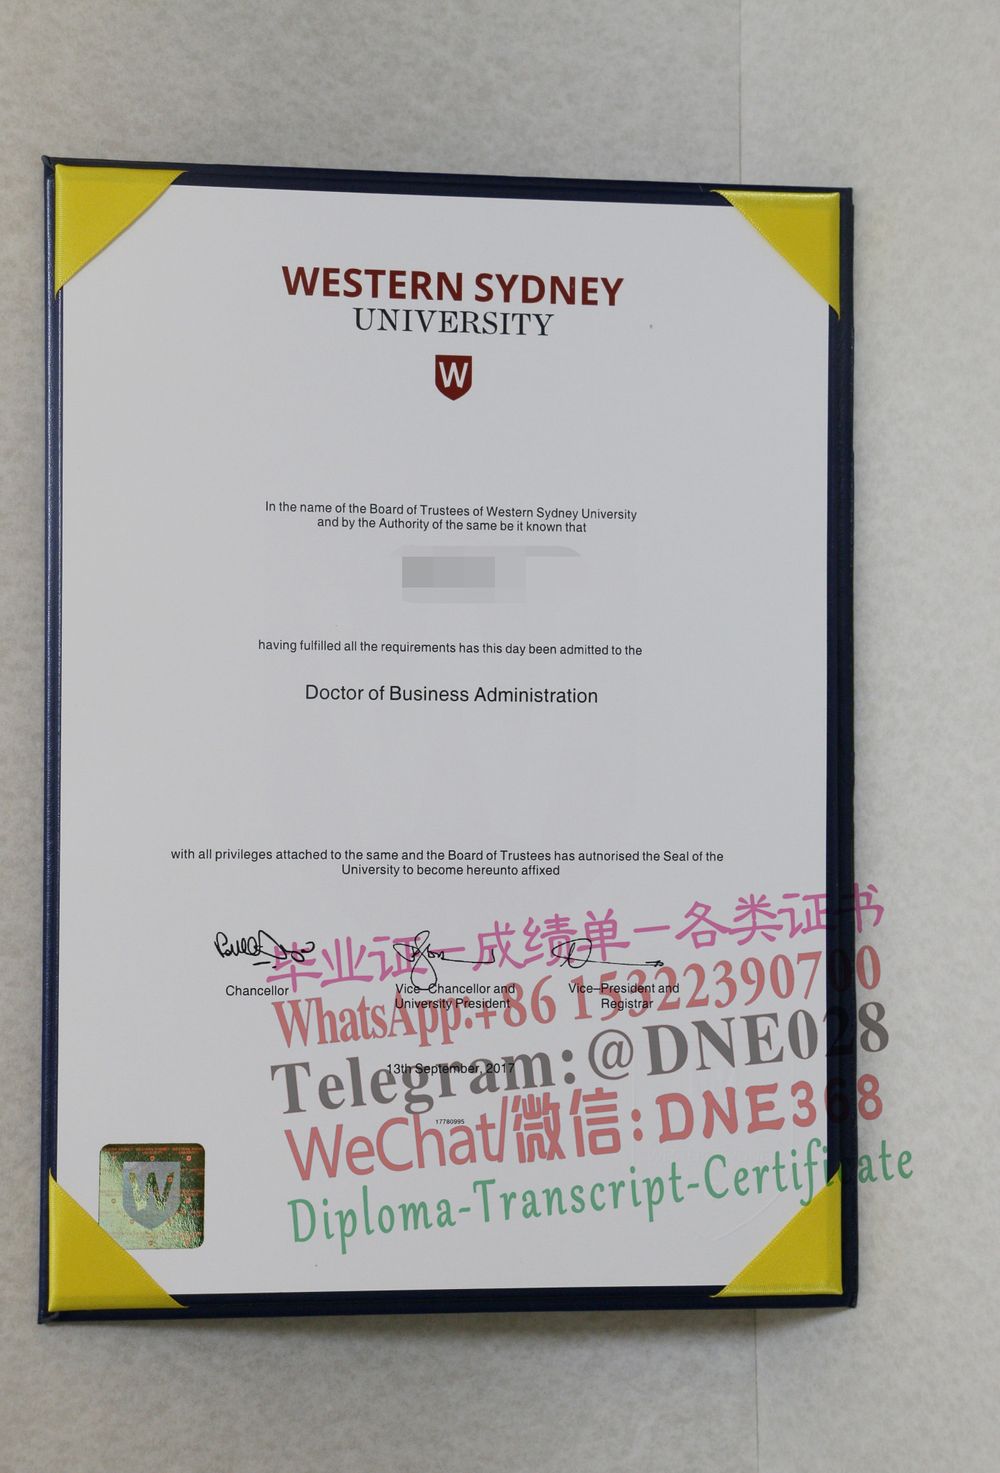 WESTERN SYDNEY
UNIVERSITY
W
In the name of the Board of Trustees of Western Sydney University
and by the Authority of the same be it known that
having fulfilled all the requirements has this day been admitted to the
Doctor of Business Administration
with all privileges attached to the same and the Board of Trustees has autnorised the Seal of the
University to become hereunto affixed
毕业证—成绩单—各类证书
Chancellor
Vice-Chancellor and
University President
Vice-President and
Registrar
WhatsApp:+86 15322390700
13th September, 2017
Telegram:@DNE028
17780995
WeChat/微信:DNE368
W
Diploma-Transcript-Certificate